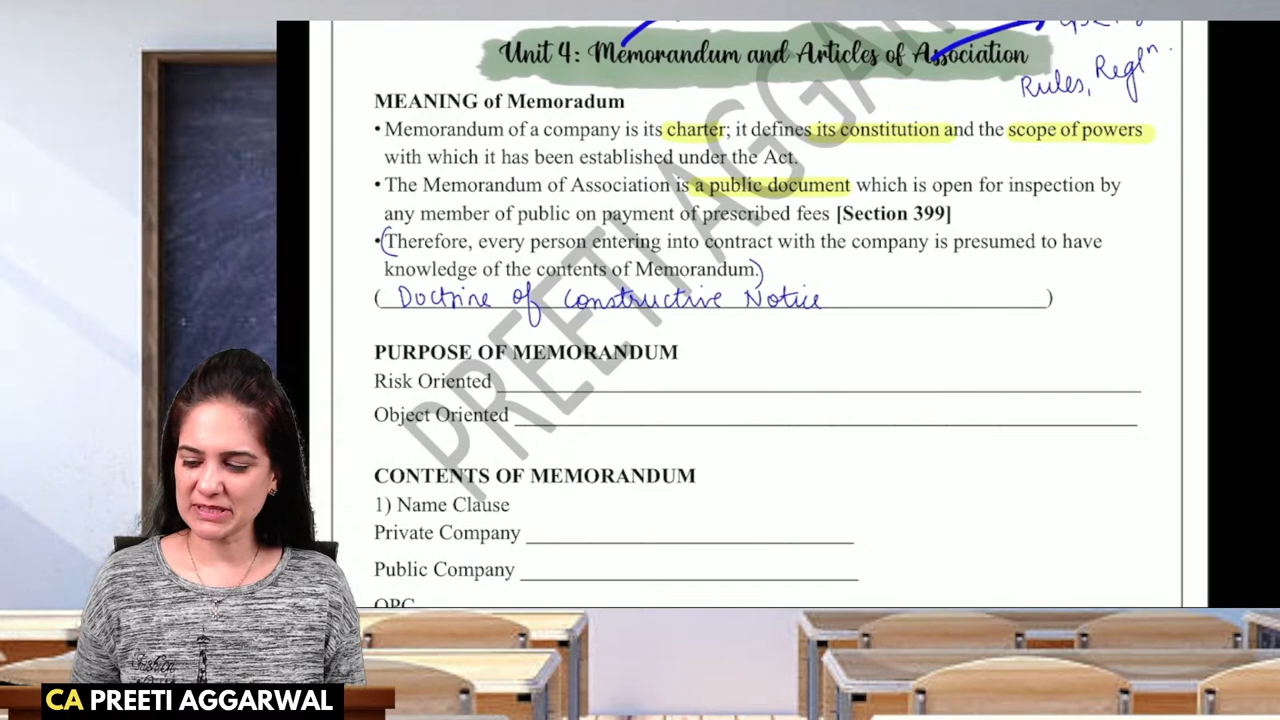 Unit 4: Memorandum and Articles of Association
Rules, Regln.
MEANING of Memoradum
• Memorandum of a company is its charter; it defines its constitution and the scope of powers
with which it has been established under the Act.
• The Memorandum of Association is a public document which is open for inspection by
any member of public on payment of prescribed fees [Section 399]
• (Therefore, every person entering into contract with the company is presumed to have
knowledge of the contents of Memorandum.)
( Doctrine of Constructive Notice )
PURPOSE OF MEMORANDUM
Risk Oriented
Object Oriented
CONTENTS OF MEMORANDUM
1) Name Clause
Private Company
Public Company
OPC
PREETI AGGAR
CA PREETI AGGARWAL